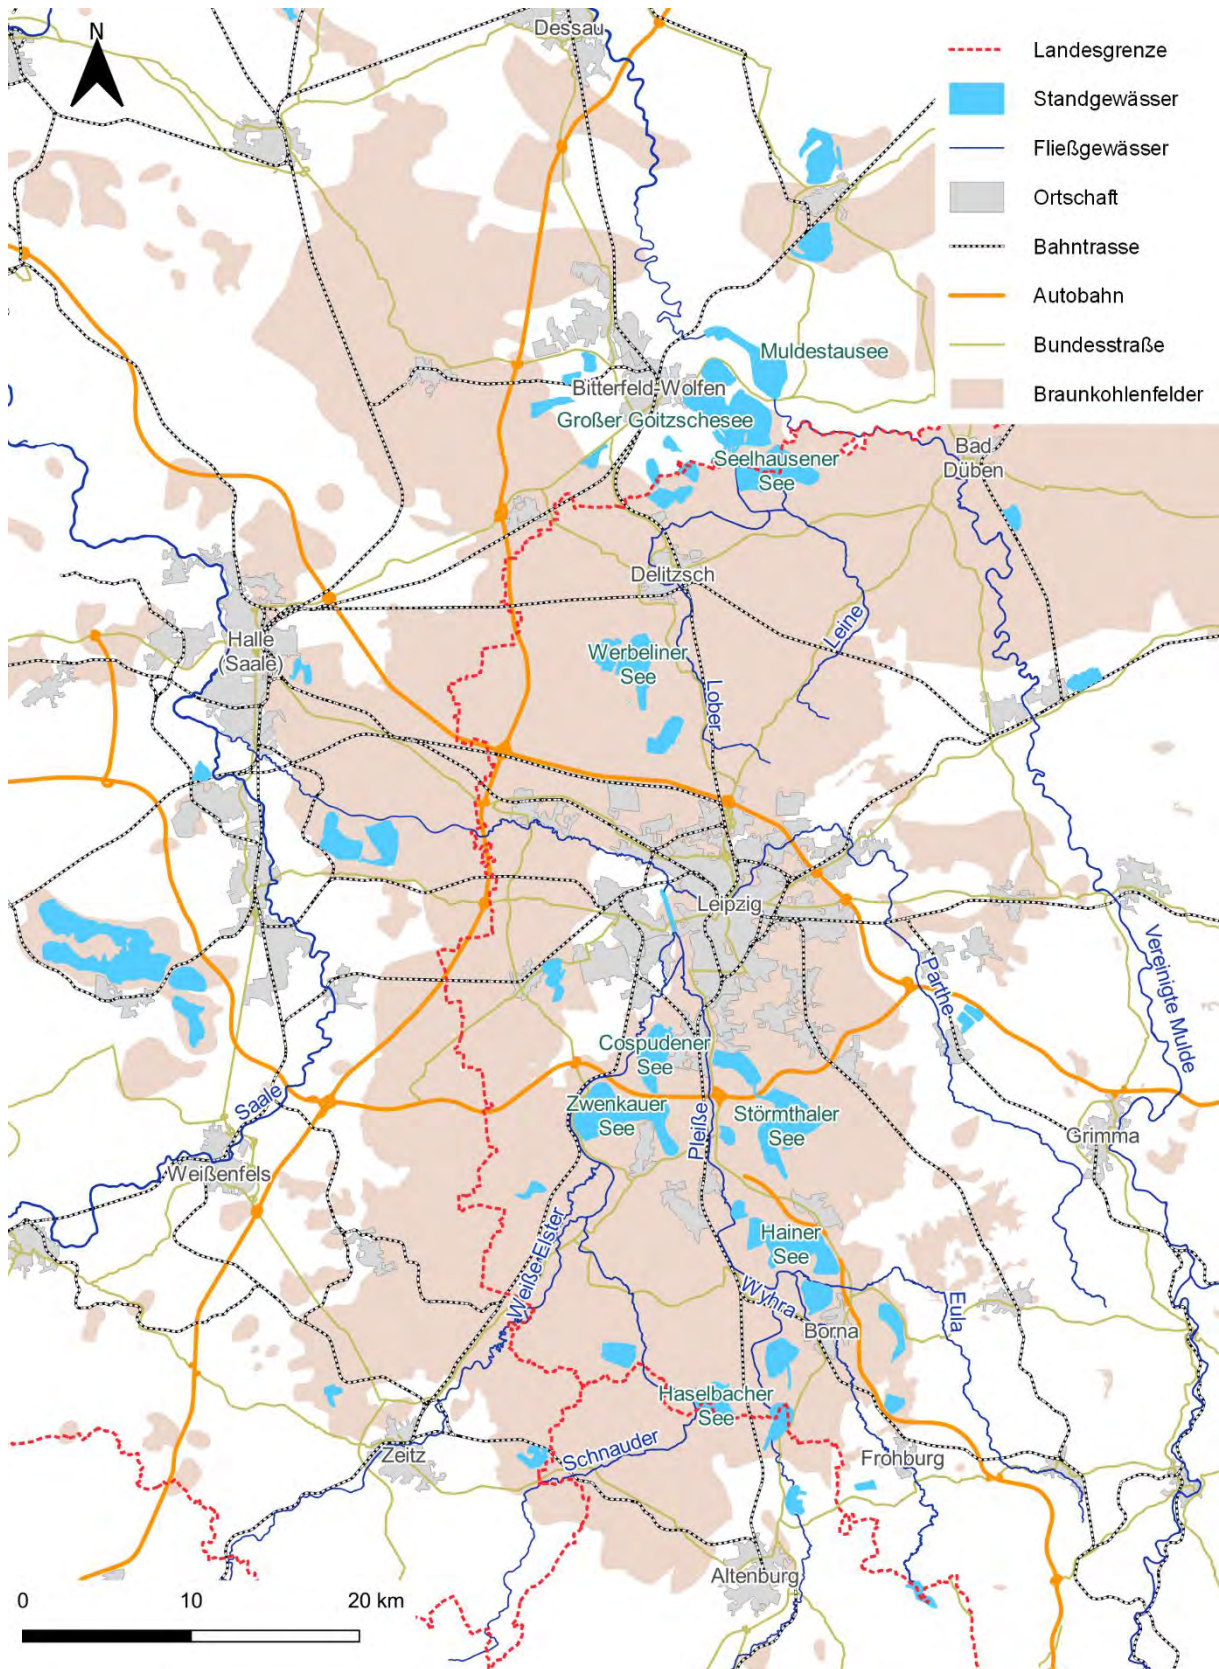 N
Dessau
Landesgrenze
Standgewässer
Fließgewässer
Ortschaft
Bahntrasse
Autobahn
Bundesstraße
Braunkohlenfelder
Muldestausee
Bitterfeld-Wolfen
Großer Goitzschesee
Seelhausener
See
Bad
Düben
Delitzsch
Leine
Halle
(Saale)
Werbeliner
See
Lober
Leipzig
Parthe
Vereinigte Mulde
Cospudener
See
Zwenkauer
See
Pleiße
Störmthaler
See
Saale
Weißenfels
Grimma
Weiße Elster
Hainer
See
Wyhra
Borna
Eula
Haselbacher
See
Schnauder
Zeitz
Frohburg
Altenburg
0 10 20 km